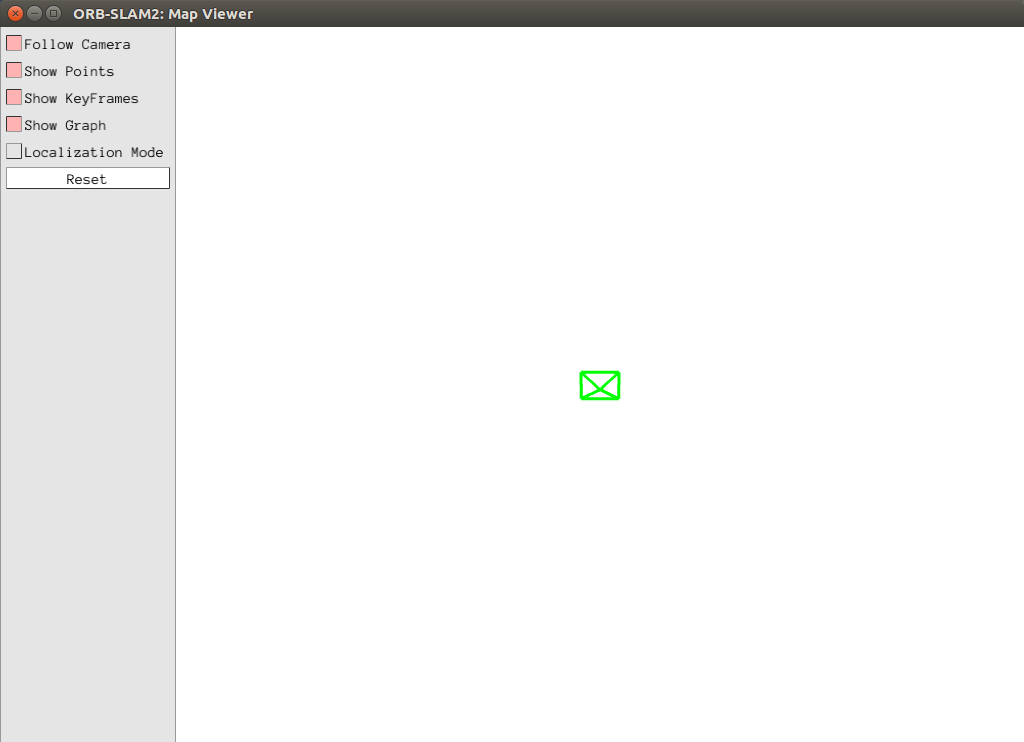 ORB-SLAM2: Map Viewer
Follow Camera
Show Points
Show KeyFrames
Show Graph
Localization Mode
Reset